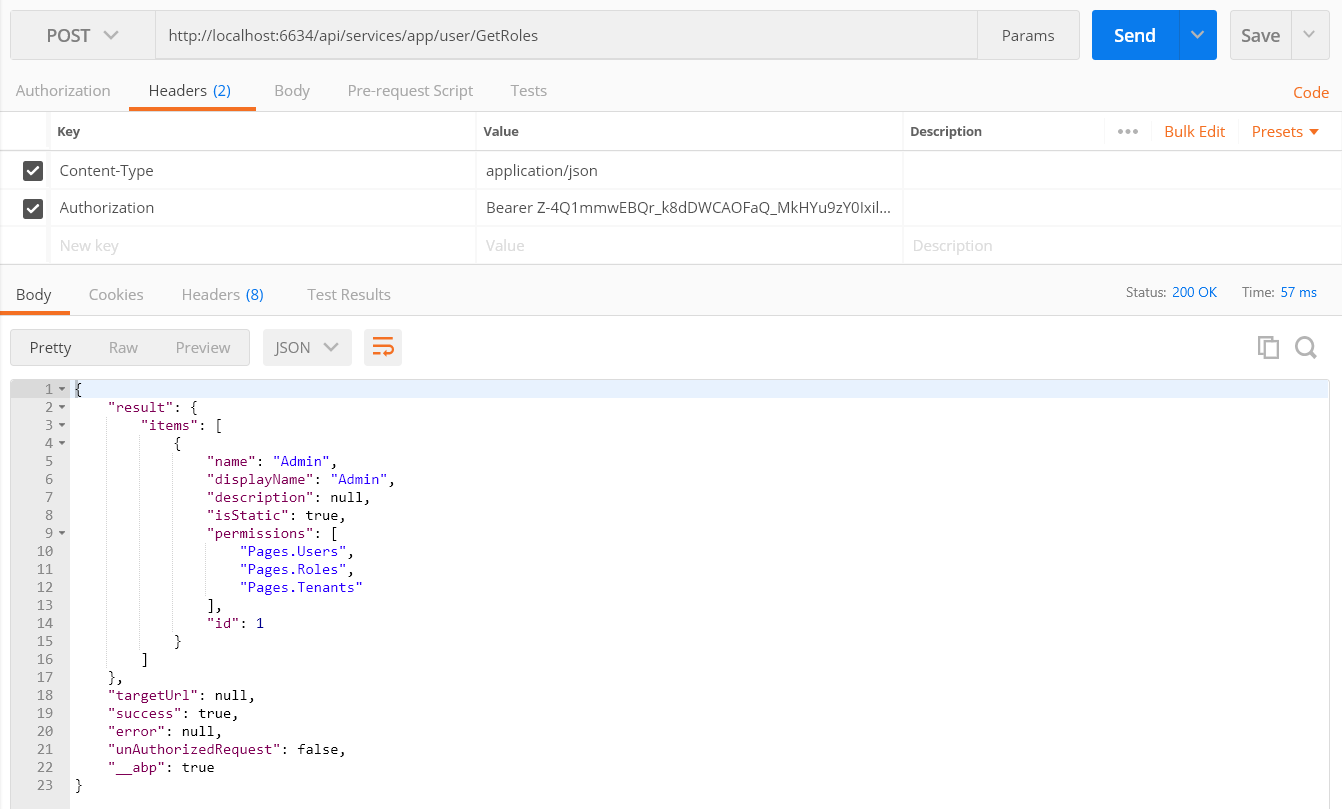 POST http://localhost:6634/api/services/app/user/GetRoles Params Send Save
Authorization Headers (2) Body Pre-request Script Tests Code
Key Value Description ••• Bulk Edit Presets
Content-Type application/json
Authorization Bearer Z-4Q1mmwEBQr_k8dDWCAOFaQ_MkHYu9zY0Ixil...
New key Value Description
Body Cookies Headers (8) Test Results Status: 200 OK Time: 57 ms
Pretty Raw Preview JSON
1 {
2 "result": {
3 "items": [
4 {
5 "name": "Admin",
6 "displayName": "Admin",
7 "description": null,
8 "isStatic": true,
9 "permissions": [
10 "Pages.Users",
11 "Pages.Roles",
12 "Pages.Tenants"
13 ],
14 "id": 1
15 }
16 ]
17 },
18 "targetUrl": null,
19 "success": true,
20 "error": null,
21 "unAuthorizedRequest": false,
22 "__abp": true
23 }